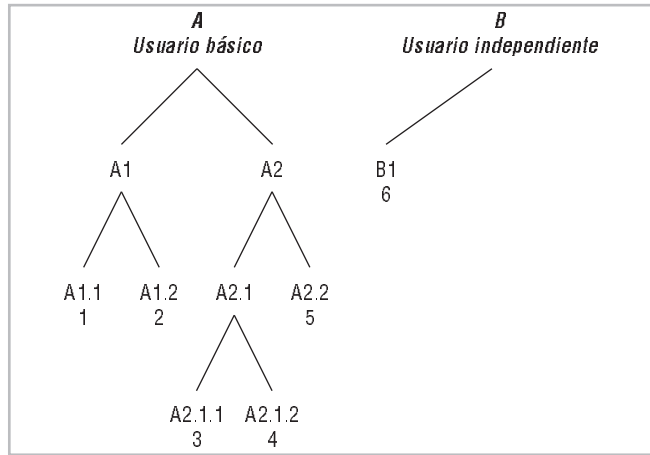 A B
Usuario básico Usuario independiente
A1 A2 B1
6
A1.1 A1.2 A2.1 A2.2
1 2 5
A2.1.1 A2.1.2
3 4